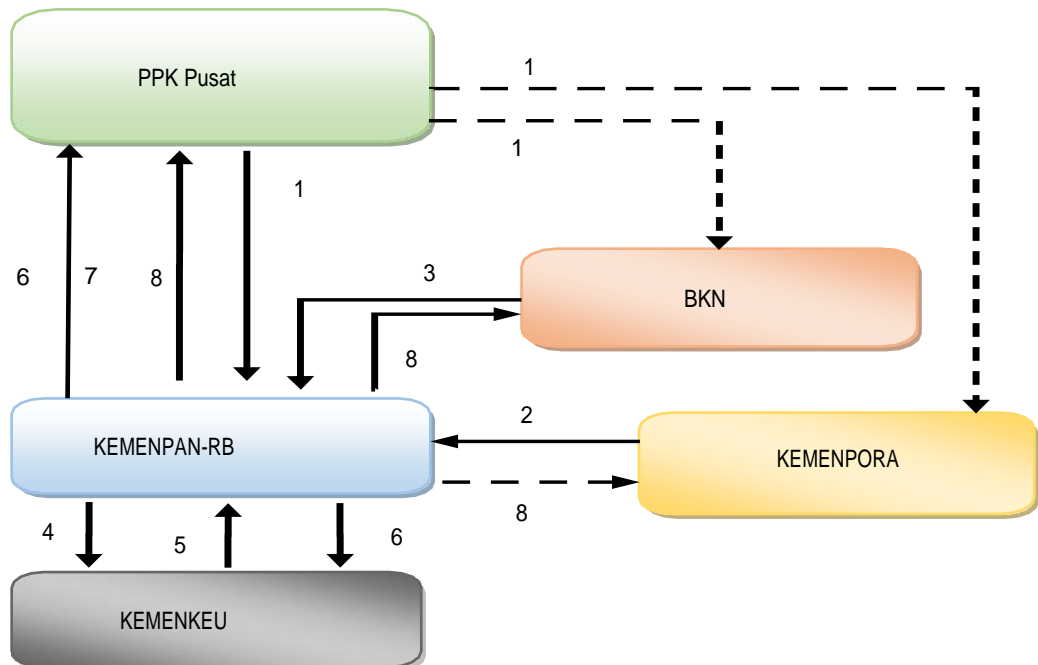 PPK Pusat
1
1
1
6
7
8
3
BKN
8
2
KEMENPAN-RB
KEMENPORA
8
4
5
6
KEMENKEU